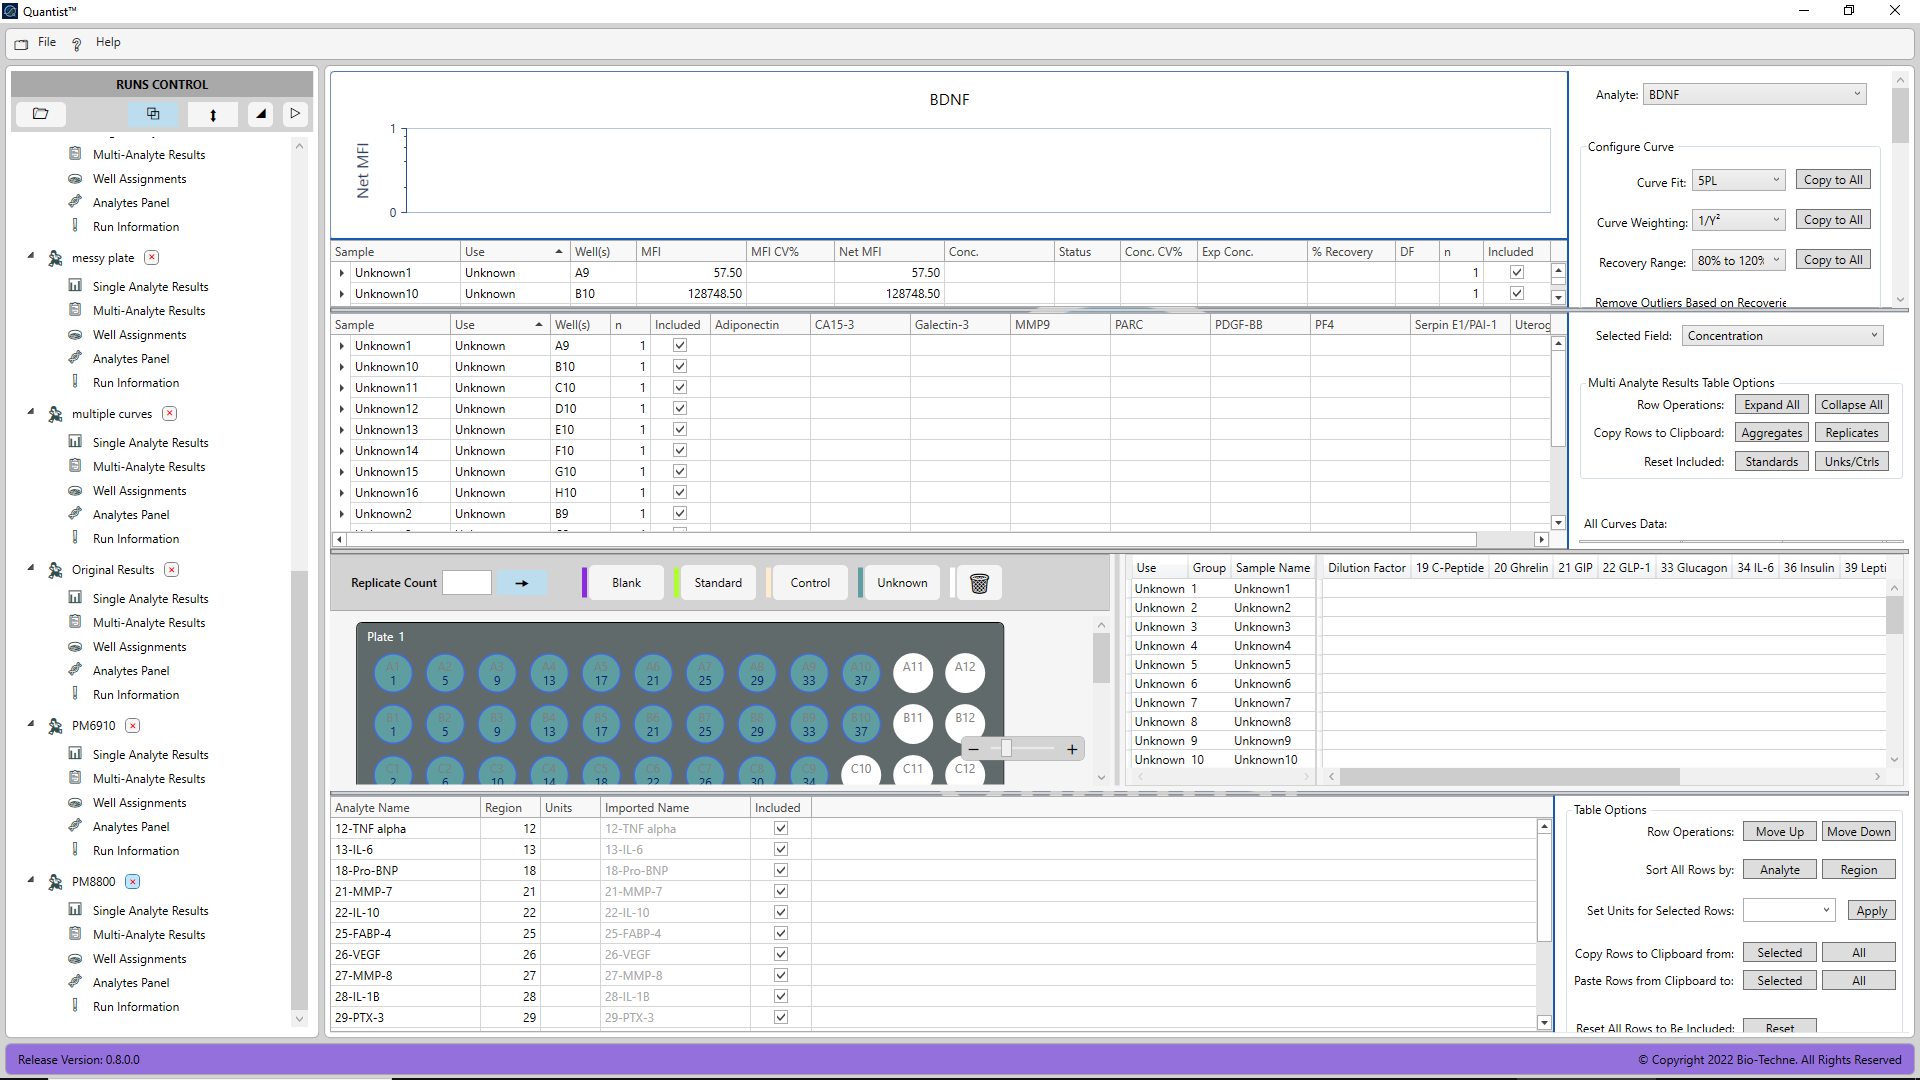 Quantist™
File Help
RUNS CONTROL
Multi-Analyte Results
Well Assignments
Analytes Panel
Run Information
messy plate
Single Analyte Results
Multi-Analyte Results
Well Assignments
Analytes Panel
Run Information
multiple curves
Single Analyte Results
Multi-Analyte Results
Well Assignments
Analytes Panel
Run Information
Original Results
Single Analyte Results
Multi-Analyte Results
Well Assignments
Analytes Panel
Run Information
PM6910
Single Analyte Results
Multi-Analyte Results
Well Assignments
Analytes Panel
Run Information
PM8800
Single Analyte Results
Multi-Analyte Results
Well Assignments
Analytes Panel
Run Information
BDNF
Net MFI
1
0
Sample Use Well(s) MFI MFI CV% Net MFI Conc. Status Conc. CV% Exp Conc. % Recovery DF n Included
Unknown1 Unknown A9 57.50 57.50 1
Unknown10 Unknown B10 128748.50 128748.50 1
Analyte: BDNF
Configure Curve
Curve Fit: 5PL Copy to All
Curve Weighting: 1/Y² Copy to All
Recovery Range: 80% to 120% Copy to All
Remove Outliers Based on Recoverie
Sample Use Well(s) n Included Adiponectin CA15-3 Galectin-3 MMP9 PARC PDGF-BB PF4 Serpin E1/PAI-1 Uterog
Unknown1 Unknown A9 1
Unknown10 Unknown B10 1
Unknown11 Unknown C10 1
Unknown12 Unknown D10 1
Unknown13 Unknown E10 1
Unknown14 Unknown F10 1
Unknown15 Unknown G10 1
Unknown16 Unknown H10 1
Unknown2 Unknown B9 1
Selected Field: Concentration
Multi Analyte Results Table Options
Row Operations: Expand All Collapse All
Copy Rows to Clipboard: Aggregates Replicates
Reset Included: Standards Unks/Ctrls
All Curves Data:
Replicate Count Blank Standard Control Unknown
Plate 1
A1 A2 A3 A4 A5 A6 A7 A8 A9 A10 A11 A12
1 5 9 13 17 21 25 29 33 37
B1 B2 B3 B4 B5 B6 B7 B8 B9 B10 B11 B12
1 5 9 13 17 21 25 29 33 37
C1 C2 C3 C4 C5 C6 C7 C8 C9 C10 C11 C12
2 6 10 14 18 22 26 30 34
Use Group Sample Name Dilution Factor 19 C-Peptide 20 Ghrelin 21 GIP 22 GLP-1 33 Glucagon 34 IL-6 36 Insulin 39 Lepti
Unknown 1 Unknown1
Unknown 2 Unknown2
Unknown 3 Unknown3
Unknown 4 Unknown4
Unknown 5 Unknown5
Unknown 6 Unknown6
Unknown 7 Unknown7
Unknown 8 Unknown8
Unknown 9 Unknown9
Unknown 10 Unknown10
Analyte Name Region Units Imported Name Included
12-TNF alpha 12 12-TNF alpha
13-IL-6 13 13-IL-6
18-Pro-BNP 18 18-Pro-BNP
21-MMP-7 21 21-MMP-7
22-IL-10 22 22-IL-10
25-FABP-4 25 25-FABP-4
26-VEGF 26 26-VEGF
27-MMP-8 27 27-MMP-8
28-IL-1B 28 28-IL-1B
29-PTX-3 29 29-PTX-3
Table Options
Row Operations: Move Up Move Down
Sort All Rows by: Analyte Region
Set Units for Selected Rows: Apply
Copy Rows to Clipboard from: Selected All
Paste Rows from Clipboard to: Selected All
Reset All Rows to Be Included: Reset
Release Version: 0.8.0.0
© Copyright 2022 Bio-Techne. All Rights Reserved